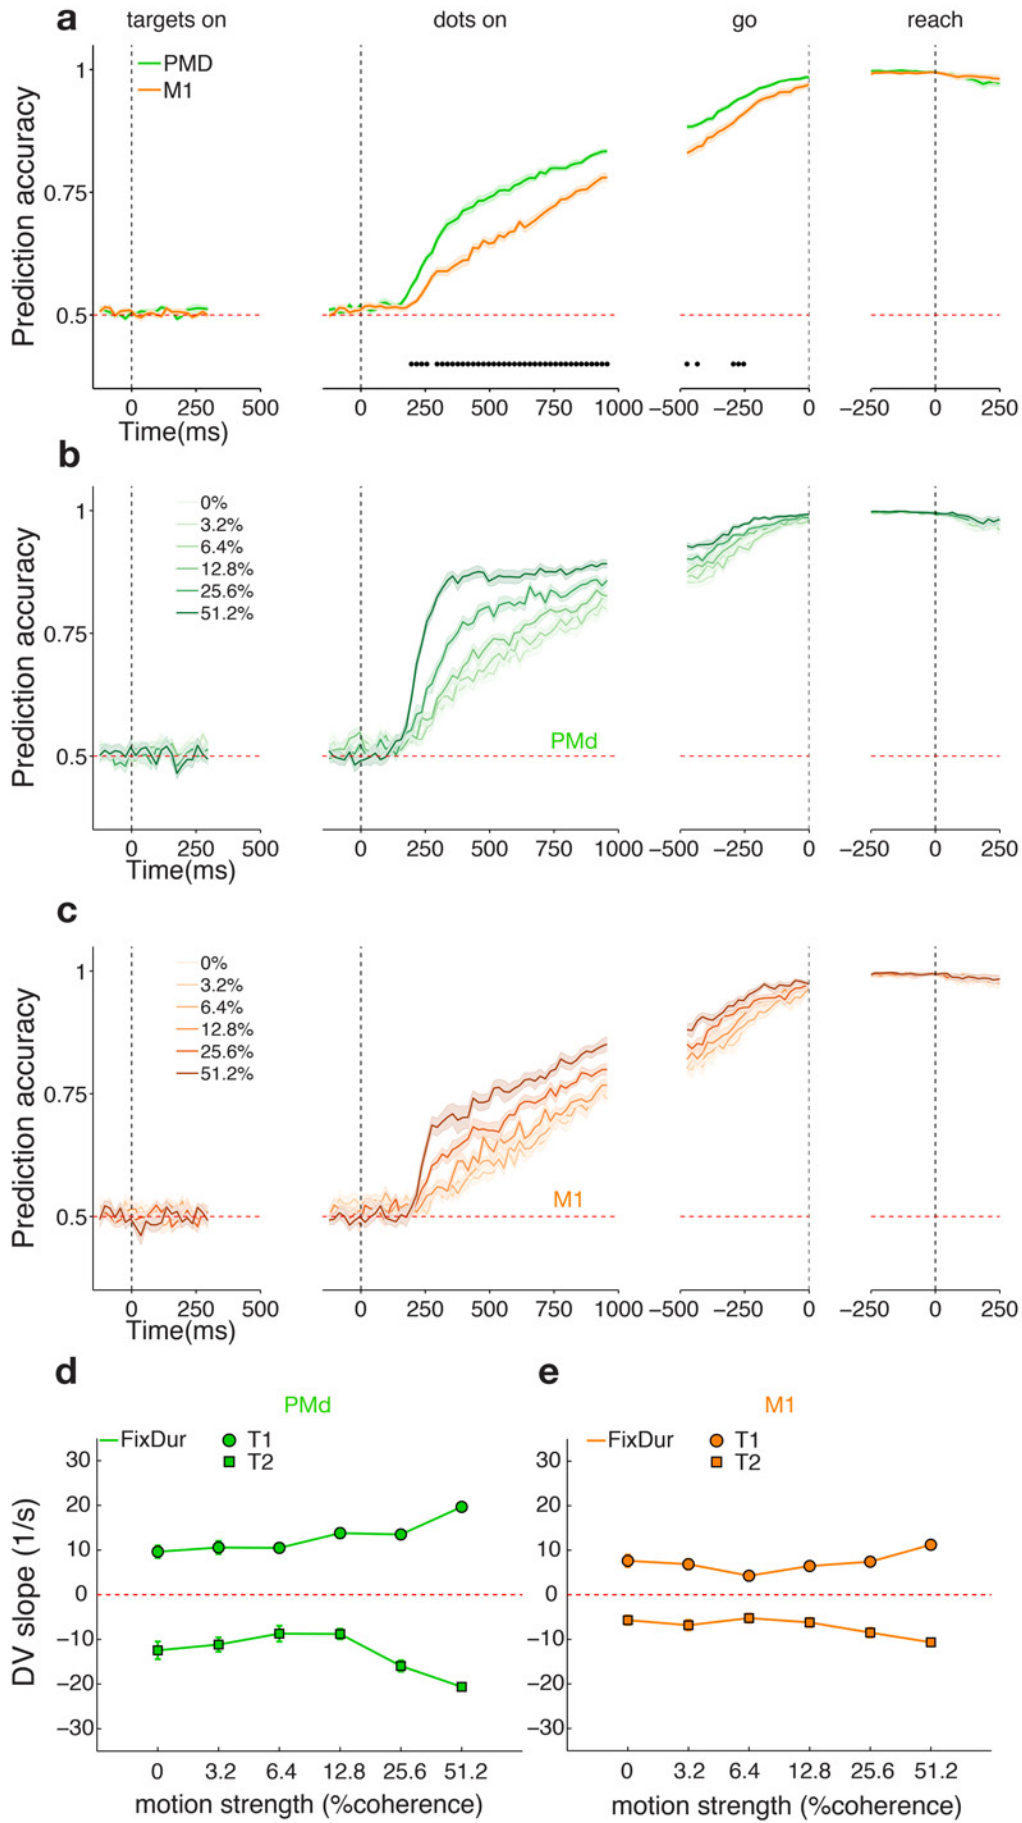 a targets on dots on go reach
PMD
M1
Prediction accuracy
1
0.75
0.5
0 250 500
0 250 500 750 1000
−500 −250 0
−250 0 250
Time(ms)
b
0%
3.2%
6.4%
12.8%
25.6%
51.2%
Prediction accuracy
1
0.75
0.5
PMd
0 250 500
0 250 500 750 1000
−500 −250 0
−250 0 250
Time(ms)
c
0%
3.2%
6.4%
12.8%
25.6%
51.2%
Prediction accuracy
1
0.75
0.5
M1
0 250 500
0 250 500 750 1000
−500 −250 0
−250 0 250
Time(ms)
d
PMd
FixDur
T1
T2
DV slope (1/s)
30
20
10
0
−10
−20
−30
0 3.2 6.4 12.8 25.6 51.2
motion strength (%coherence)
e
M1
FixDur
T1
T2
30
20
10
0
−10
−20
−30
0 3.2 6.4 12.8 25.6 51.2
motion strength (%coherence)